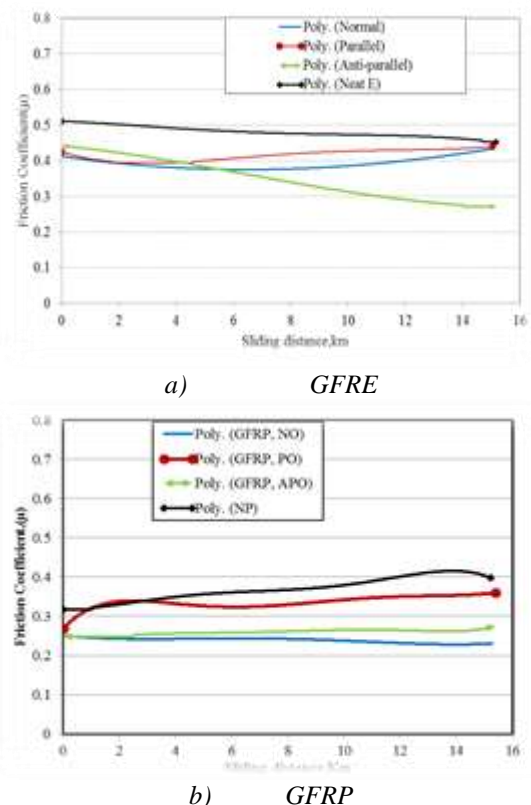 0.8
0.7
0.6
0.5
0.4
0.3
0.2
0.1
0
Friction Coefficient,(μ)
Poly. (Normal)
Poly. (Parallel)
Poly. (Anti-parallel)
Poly. (Neat E)
0 2 4 6 8 10 12 14 16
Sliding distance,km
a) GFRE
0.8
0.7
0.6
0.5
0.4
0.3
0.2
0.1
0
Friction Coefficient,(μ)
Poly. (GFRP, NO)
Poly. (GFRP, PO)
Poly. (GFRP, APO)
Poly. (NP)
0 2 4 6 8 10 12 14 16
Sliding distance,Km
b) GFRP